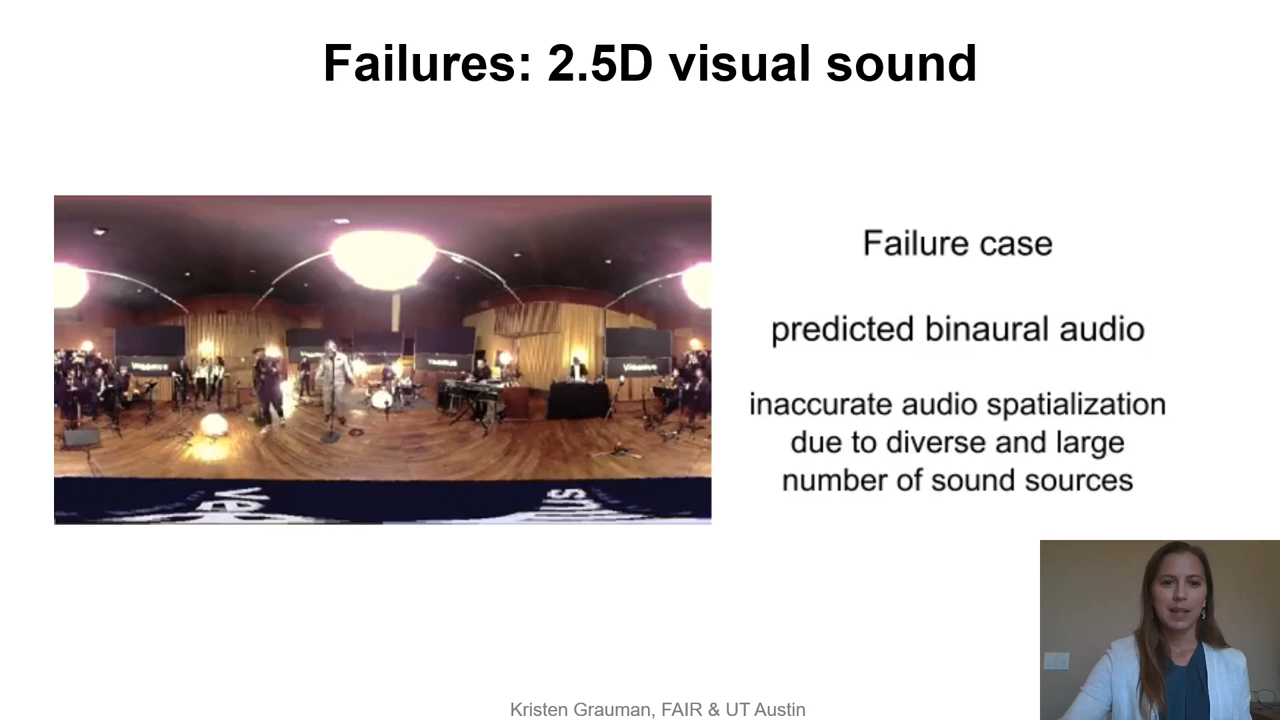 Failures: 2.5D visual sound
Failure case
predicted binaural audio
inaccurate audio spatialization
due to diverse and large
number of sound sources
Kristen Grauman, FAIR & UT Austin